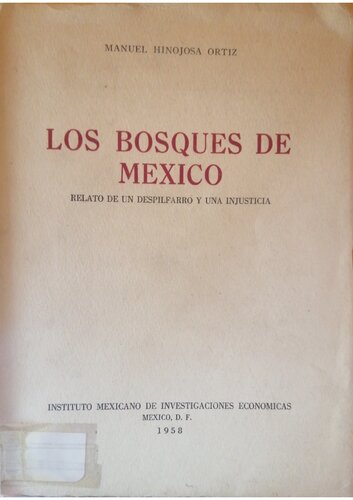 MANUEL HINOJOSA ORTIZ
LOS BOSQUES DE
MEXICO
RELATO DE UN DESPILFARRO Y UNA INJUSTICIA
INSTITUTO MEXICANO DE INVESTIGACIONES ECONOMICAS
MEXICO, D. F.
1958